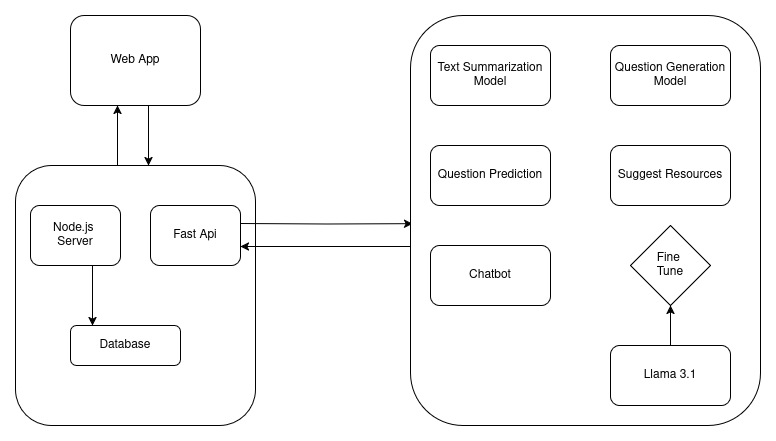 Web App
Node.js
Server
Fast Api
Database
Text Summarization
Model
Question Generation
Model
Question Prediction
Suggest Resources
Chatbot
Fine
Tune
Llama 3.1